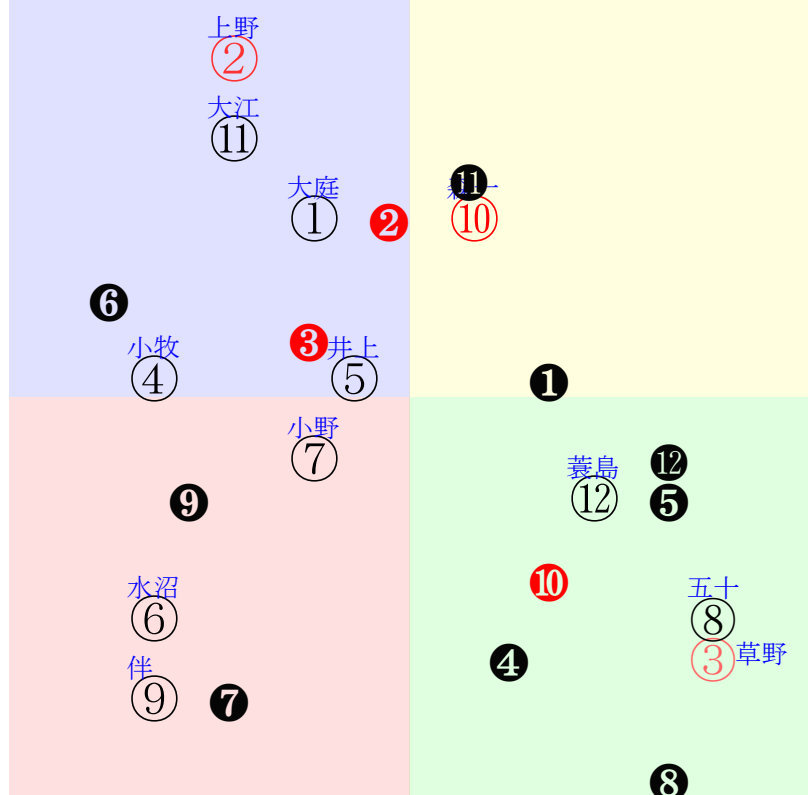 上野
②
大江
⑪
⓫
大庭
①
❷
⑩
❻
❸
井上
小牧
④
⑤
❶
小野
⑦
⓬
蓑島
⑫
❾
❺
❿
水沼
⑥
五十
⑧
❹
③
草野
伴
⑨
❼
❽